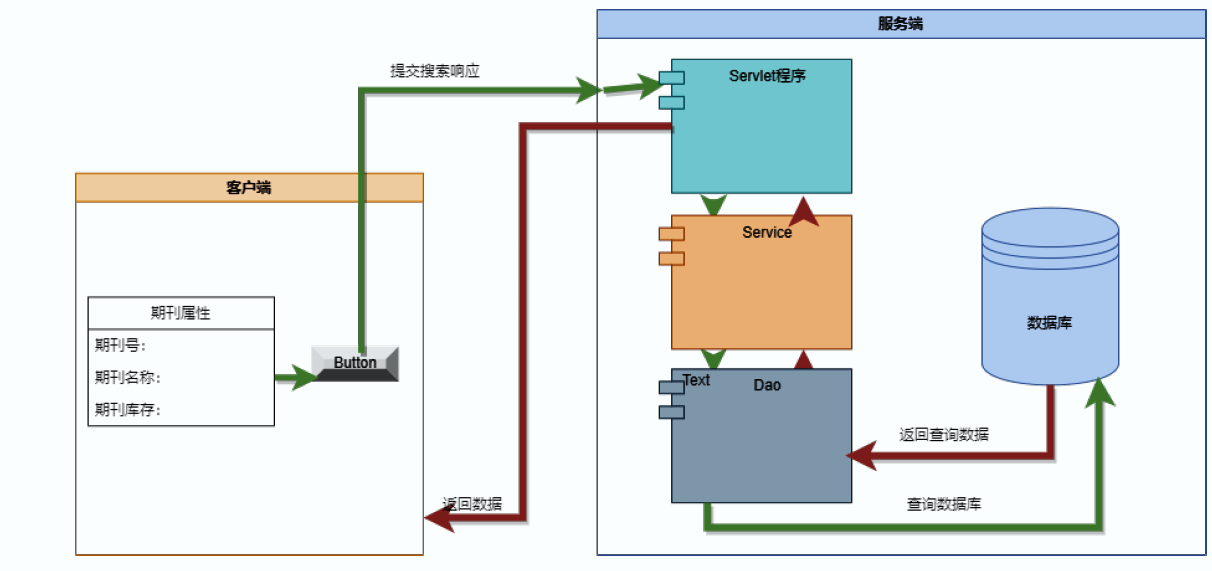 服务端
提交搜索响应
Servlet程序
客户端
Service
期刊属性
期刊号：
期刊名称：
期刊库存：
Button
数据库
Text
Dao
返回查询数据
返回数据
查询数据库